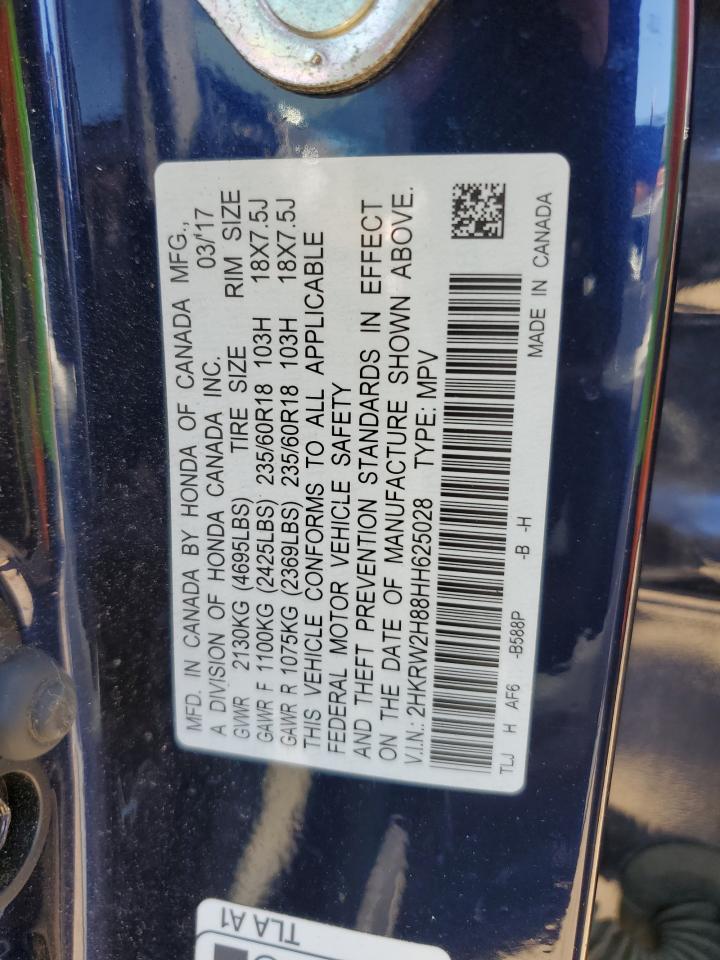 MFD. IN CANADA BY HONDA OF CANADA MFG.,
A DIVISION OF HONDA CANADA INC. 03/17
GVWR 2130KG (4695LBS) TIRE SIZE RIM SIZE
GAWR F 1100KG (2425LBS) 235/60R18 103H 18X7.5J
GAWR R 1075KG (2369LBS) 235/60R18 103H 18X7.5J
THIS VEHICLE CONFORMS TO ALL APPLICABLE
FEDERAL MOTOR VEHICLE SAFETY
AND THEFT PREVENTION STANDARDS IN EFFECT
ON THE DATE OF MANUFACTURE SHOWN ABOVE.
V.I.N.: 2HKRW2H88HH625028 TYPE: MPV
TLJ H AF6 -B588P -B -H MADE IN CANADA
TLA A1